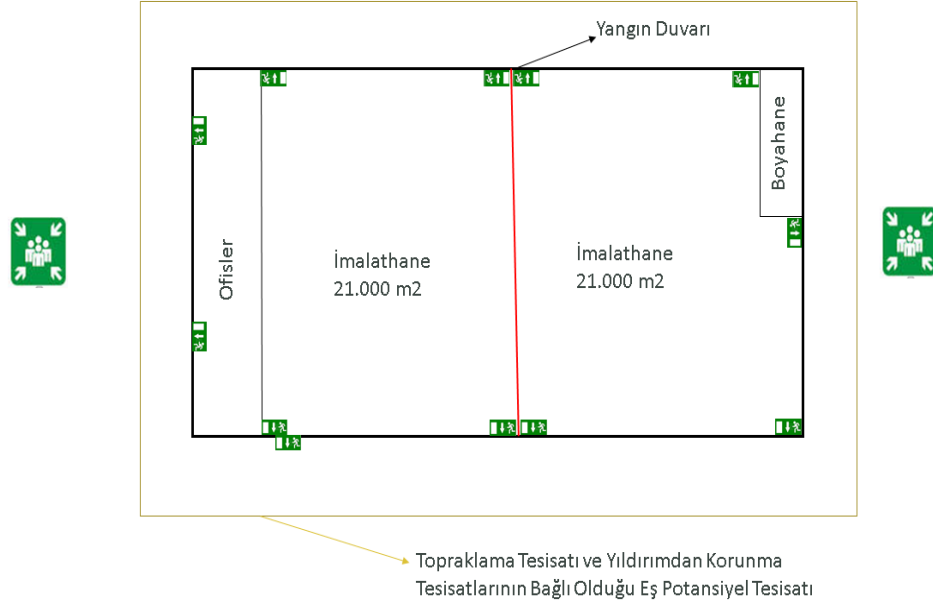 Yangın Duvarı
Boyahane
Ofisler
İmalathane
21.000 m2
İmalathane
21.000 m2
Topraklama Tesisatı ve Yıldırımdan Korunma
Tesisatlarının Bağlı Olduğu Eş Potansiyel Tesisatı